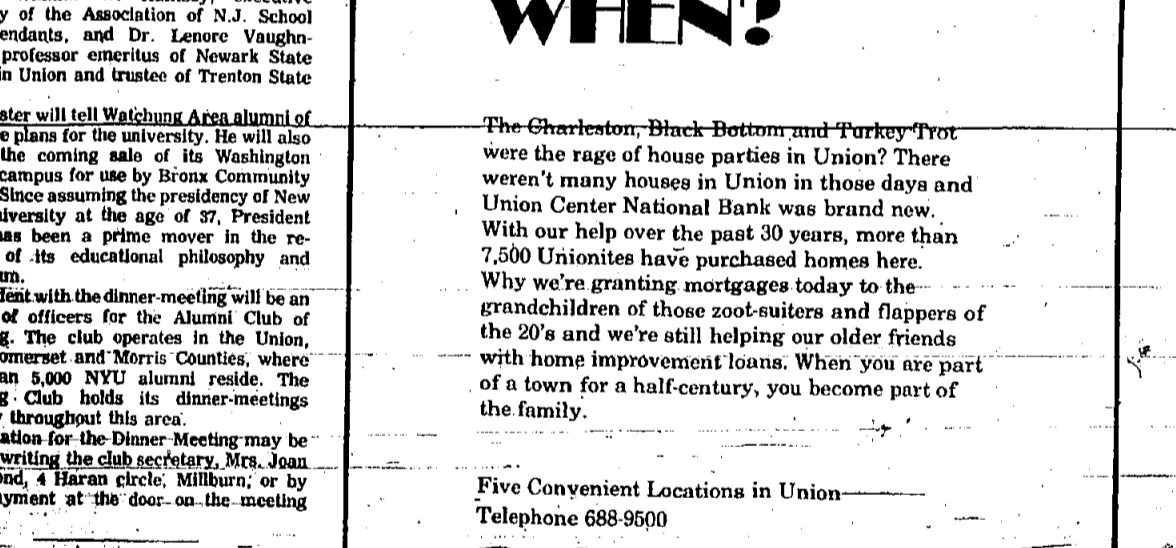 y of the Association of N.J. School
endants, and Dr. Lenore Vaughn-
professor emeritus of Newark State
in Union and trustee of Trenton State
ster will tell Watchung Area alumni of
e plans for the university. He will also
the coming sale of its Washington
campus for use by Bronx Community
Since assuming the presidency of New
iversity at the age of 37, President
has been a prime mover in the re-
of its educational philosophy and
um.
dent with the dinner-meeting will be an
of officers for the Alumni Club of
g. The club operates in the Union,
omerset and Morris Counties, where
an 5,000 NYU alumni reside. The
g Club holds its dinner-meetings
throughout this area.
ation for the Dinner Meeting may be
writing the club secretary, Mrs. Joan
ond, 4 Haran circle, Millburn, or by
yment at the door on the meeting
WHEN?
The Charleston, Black Bottom and Turkey Trot
were the rage of house parties in Union? There
weren't many houses in Union in those days and
Union Center National Bank was brand new.
With our help over the past 30 years, more than
7,500 Unionites have purchased homes here.
Why we're granting mortgages today to the
grandchildren of those zoot-suiters and flappers of
the 20's and we're still helping our older friends
with home improvement loans. When you are part
of a town for a half-century, you become part of
the family.
Five Convenient Locations in Union
Telephone 688-9500